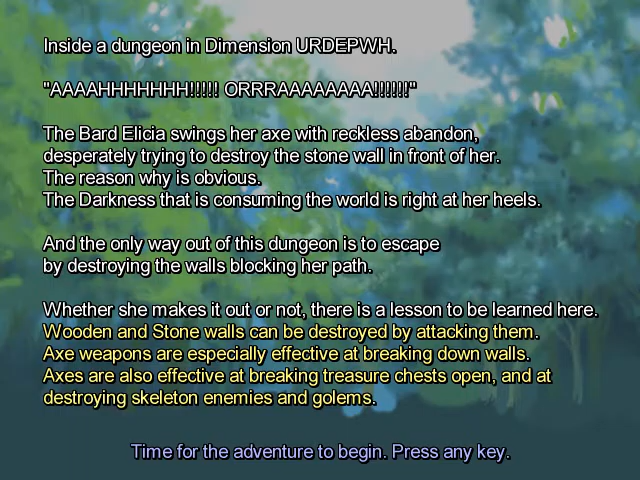 Inside a dungeon in Dimension URDEPWH.
"AAAAHHHHHHH!!!!! ORRRAAAAAAAA!!!!!!"
The Bard Elicia swings her axe with reckless abandon,
desperately trying to destroy the stone wall in front of her.
The reason why is obvious.
The Darkness that is consuming the world is right at her heels.
And the only way out of this dungeon is to escape
by destroying the walls blocking her path.
Whether she makes it out or not, there is a lesson to be learned here.
Wooden and Stone walls can be destroyed by attacking them.
Axe weapons are especially effective at breaking down walls.
Axes are also effective at breaking treasure chests open, and at
destroying skeleton enemies and golems.
Time for the adventure to begin. Press any key.